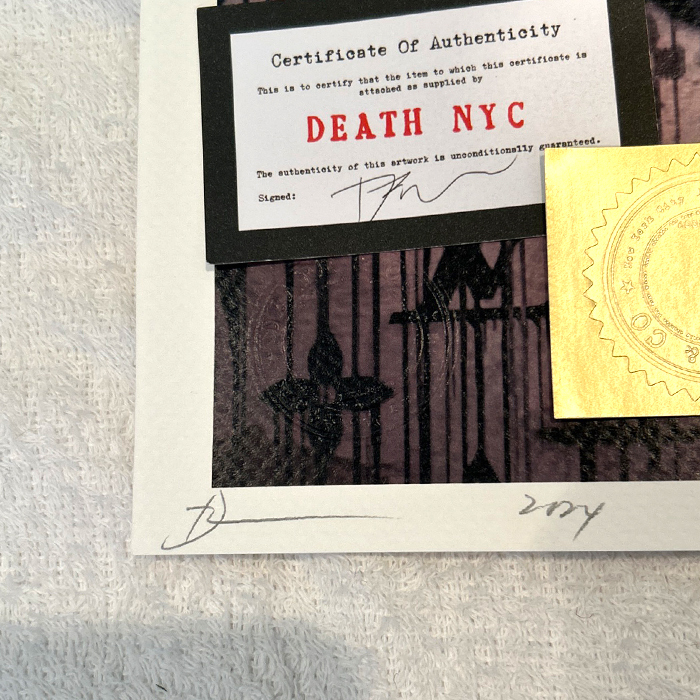 Certificate Of Authenticity
This is to certify that the item to which this certificate is
attached as supplied by
DEATH NYC
The authenticity of this artwork is unconditionally guaranteed.
Signed:
2024